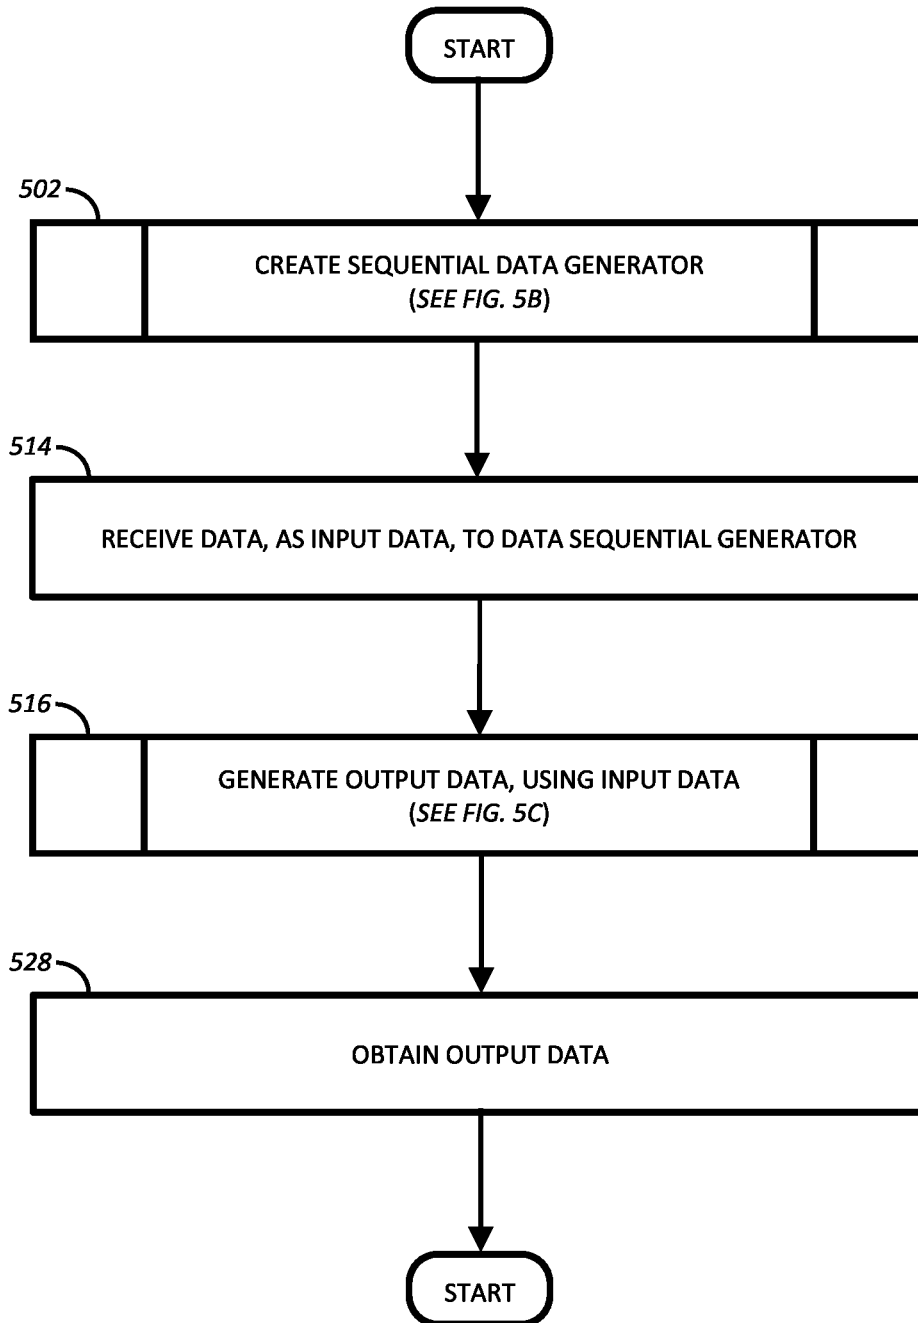 START
502
CREATE SEQUENTIAL DATA GENERATOR
(SEE FIG. 5B)
514
RECEIVE DATA, AS INPUT DATA, TO DATA SEQUENTIAL GENERATOR
516
GENERATE OUTPUT DATA, USING INPUT DATA
(SEE FIG. 5C)
528
OBTAIN OUTPUT DATA
START